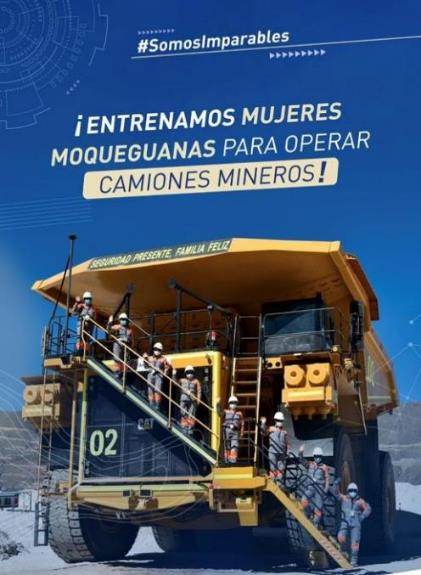 #SomosImparables
¡ENTRENAMOS MUJERES
MOQUEGUANAS PARA OPERAR
CAMIONES MINEROS!
SEGURIDAD PRESENTE, FAMILIA FELIZ
02
CAT